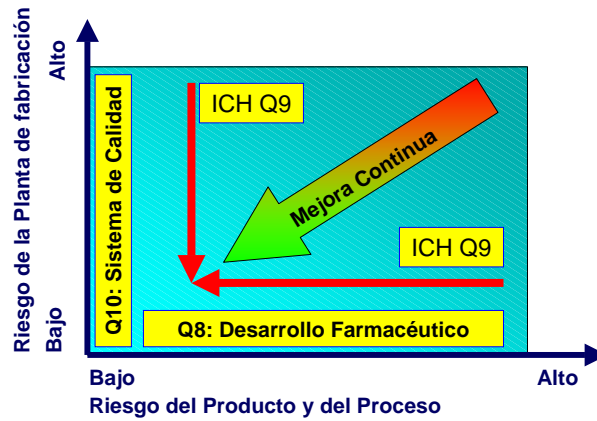 Riesgo de la Planta de fabricación
Alto
Bajo
Q10: Sistema de Calidad
ICH Q9
Mejora Continua
ICH Q9
Q8: Desarrollo Farmacéutico
Bajo
Alto
Riesgo del Producto y del Proceso